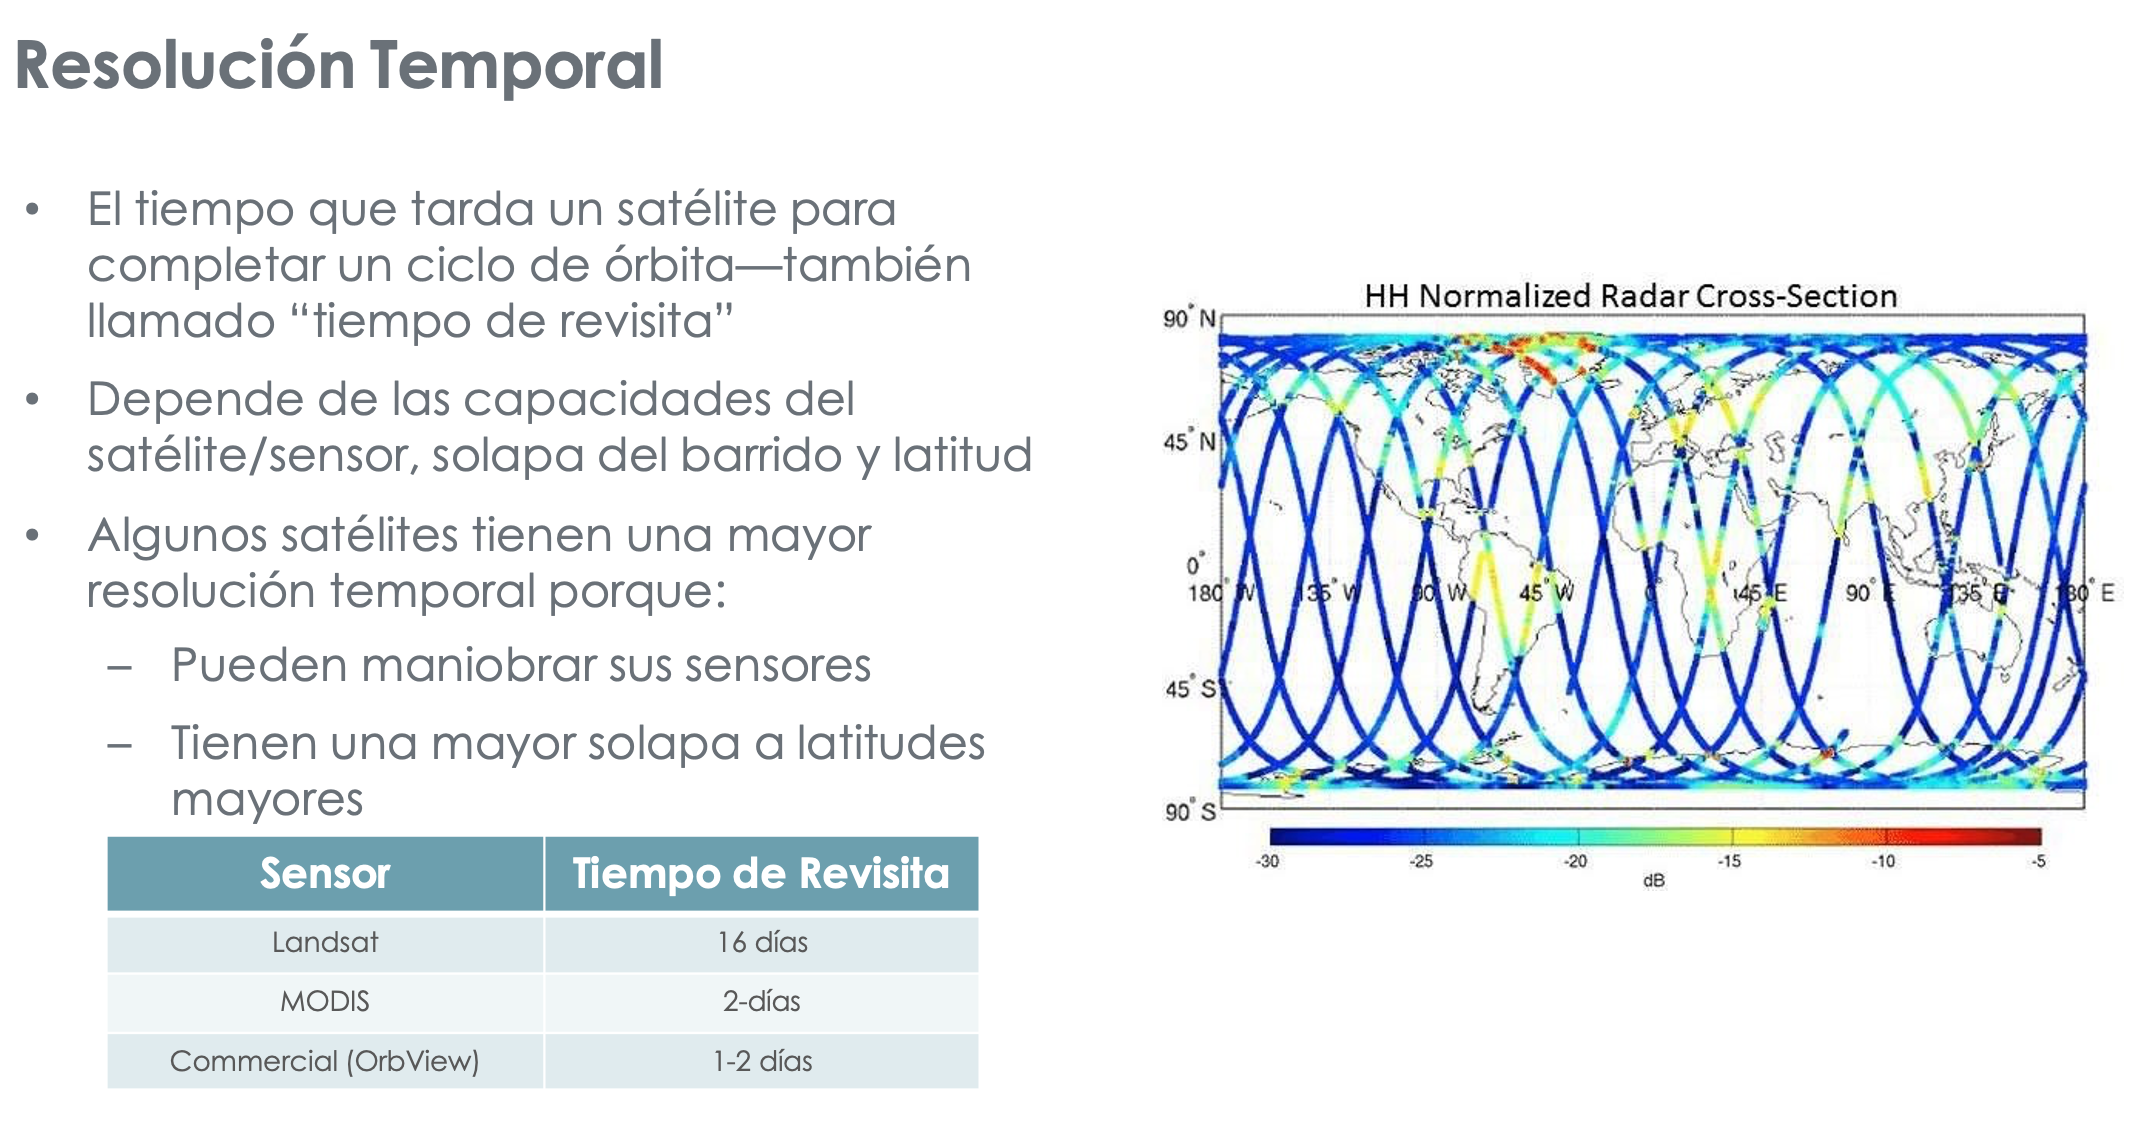 Resolución Temporal
• El tiempo que tarda un satélite para
completar un ciclo de órbita—también
llamado “tiempo de revisita”
• Depende de las capacidades del
satélite/sensor, solapa del barrido y latitud
• Algunos satélites tienen una mayor
resolución temporal porque:
– Pueden maniobrar sus sensores
– Tienen una mayor solapa a latitudes
mayores
Sensor Tiempo de Revisita
Landsat 16 días
MODIS 2-días
Commercial (OrbView) 1-2 días
HH Normalized Radar Cross-Section
90° N
45° N
0°
180° W 135° W 90° W 45° W 0° 45° E 90° E 135° E 180° E
45° S
90° S
-30 -25 -20 -15 -10 -5
dB